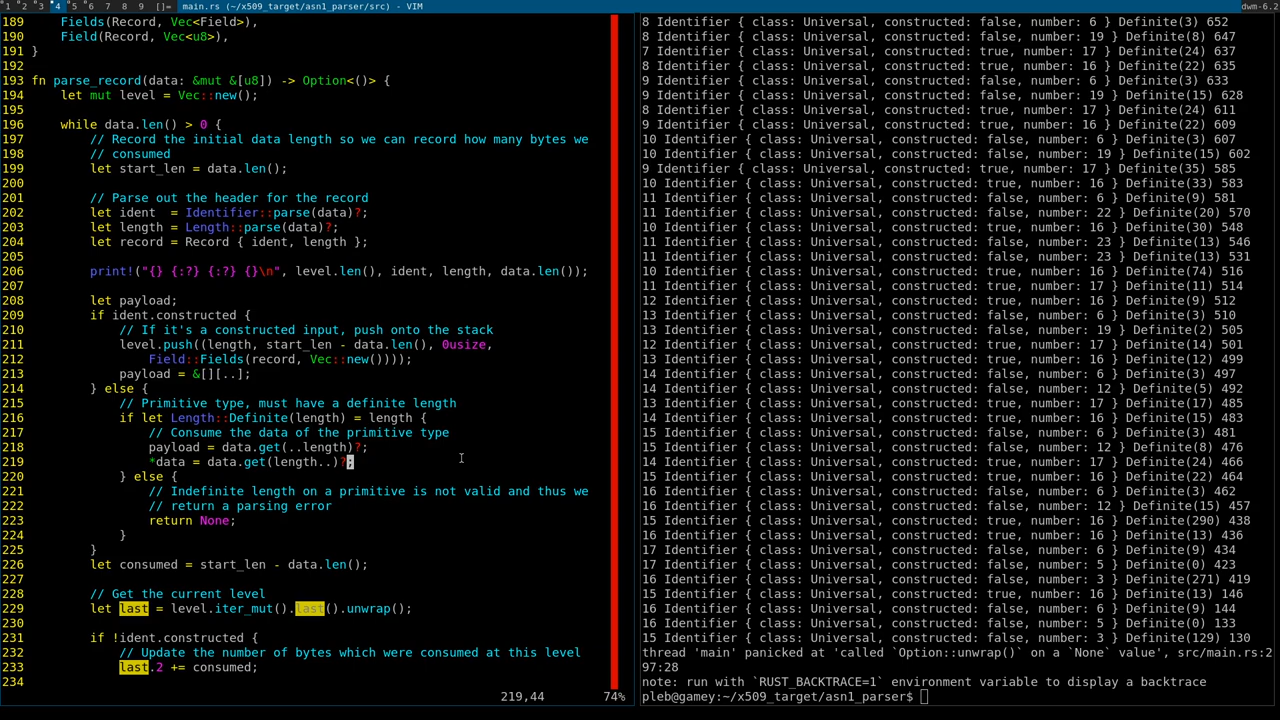 1 2 3 4 5 6 7 8 9 []= main.rs (~/x509_target/asn1_parser/src) - VIM dwm-6.2
189     Fields(Record, Vec<Field>),
190     Field(Record, Vec<u8>),
191 }
192
193 fn parse_record(data: &mut &[u8]) -> Option<()> {
194     let mut level = Vec::new();
195
196     while data.len() > 0 {
197         // Record the initial data length so we can record how many bytes we
198         // consumed
199         let start_len = data.len();
200
201         // Parse out the header for the record
202         let ident  = Identifier::parse(data)?;
203         let length = Length::parse(data)?;
204         let record = Record { ident, length };
205
206         print!("{} {:?} {:?} {}\n", level.len(), ident, length, data.len());
207
208         let payload;
209         if ident.constructed {
210             // If it's a constructed input, push onto the stack
211             level.push((length, start_len - data.len(), 0usize,
212                 Field::Fields(record, Vec::new())));
213             payload = &[][..];
214         } else {
215             // Primitive type, must have a definite length
216             if let Length::Definite(length) = length {
217                 // Consume the data of the primitive type
218                 payload = data.get(..length)?;
219                 *data = data.get(length..)?;
220             } else {
221                 // Indefinite length on a primitive is not valid and thus we
222                 // return a parsing error
223                 return None;
224             }
225         }
226         let consumed = start_len - data.len();
227
228         // Get the current level
229         let last = level.iter_mut().last().unwrap();
230
231         if !ident.constructed {
232             // Update the number of bytes which were consumed at this level
233             last.2 += consumed;
234
219,44 74%
8 Identifier { class: Universal, constructed: false, number: 6 } Definite(3) 652
8 Identifier { class: Universal, constructed: false, number: 19 } Definite(8) 647
7 Identifier { class: Universal, constructed: true, number: 17 } Definite(24) 637
8 Identifier { class: Universal, constructed: true, number: 16 } Definite(22) 635
9 Identifier { class: Universal, constructed: false, number: 6 } Definite(3) 633
9 Identifier { class: Universal, constructed: false, number: 19 } Definite(15) 628
8 Identifier { class: Universal, constructed: true, number: 17 } Definite(24) 611
9 Identifier { class: Universal, constructed: true, number: 16 } Definite(22) 609
10 Identifier { class: Universal, constructed: false, number: 6 } Definite(3) 607
10 Identifier { class: Universal, constructed: false, number: 19 } Definite(15) 602
9 Identifier { class: Universal, constructed: true, number: 17 } Definite(35) 585
10 Identifier { class: Universal, constructed: true, number: 16 } Definite(33) 583
11 Identifier { class: Universal, constructed: false, number: 6 } Definite(9) 581
11 Identifier { class: Universal, constructed: false, number: 22 } Definite(20) 570
10 Identifier { class: Universal, constructed: true, number: 16 } Definite(30) 548
11 Identifier { class: Universal, constructed: false, number: 23 } Definite(13) 546
11 Identifier { class: Universal, constructed: false, number: 23 } Definite(13) 531
10 Identifier { class: Universal, constructed: true, number: 16 } Definite(74) 516
11 Identifier { class: Universal, constructed: true, number: 17 } Definite(11) 514
12 Identifier { class: Universal, constructed: true, number: 16 } Definite(9) 512
13 Identifier { class: Universal, constructed: false, number: 6 } Definite(3) 510
13 Identifier { class: Universal, constructed: false, number: 19 } Definite(2) 505
12 Identifier { class: Universal, constructed: true, number: 17 } Definite(14) 501
13 Identifier { class: Universal, constructed: true, number: 16 } Definite(12) 499
14 Identifier { class: Universal, constructed: false, number: 6 } Definite(3) 497
14 Identifier { class: Universal, constructed: false, number: 12 } Definite(5) 492
13 Identifier { class: Universal, constructed: true, number: 17 } Definite(17) 485
14 Identifier { class: Universal, constructed: true, number: 16 } Definite(15) 483
15 Identifier { class: Universal, constructed: false, number: 6 } Definite(3) 481
15 Identifier { class: Universal, constructed: false, number: 12 } Definite(8) 476
14 Identifier { class: Universal, constructed: true, number: 17 } Definite(24) 466
15 Identifier { class: Universal, constructed: true, number: 16 } Definite(22) 464
16 Identifier { class: Universal, constructed: false, number: 6 } Definite(3) 462
16 Identifier { class: Universal, constructed: false, number: 12 } Definite(15) 457
15 Identifier { class: Universal, constructed: true, number: 16 } Definite(290) 438
16 Identifier { class: Universal, constructed: true, number: 16 } Definite(13) 436
17 Identifier { class: Universal, constructed: false, number: 6 } Definite(9) 434
17 Identifier { class: Universal, constructed: false, number: 5 } Definite(0) 423
16 Identifier { class: Universal, constructed: false, number: 3 } Definite(271) 419
15 Identifier { class: Universal, constructed: true, number: 16 } Definite(13) 146
16 Identifier { class: Universal, constructed: false, number: 6 } Definite(9) 144
16 Identifier { class: Universal, constructed: false, number: 5 } Definite(0) 133
15 Identifier { class: Universal, constructed: false, number: 3 } Definite(129) 130
thread 'main' panicked at 'called `Option::unwrap()` on a `None` value', src/main.rs:2
97:28
note: run with `RUST_BACKTRACE=1` environment variable to display a backtrace
pleb@gamey:~/x509_target/asn1_parser$